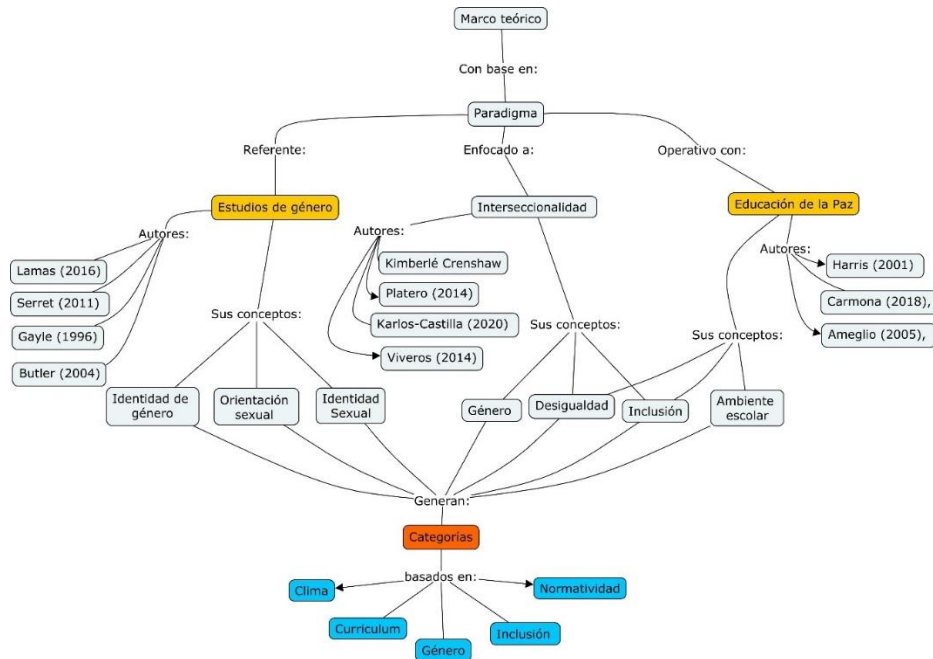 Marco teórico
Con base en:
Paradigma
Referente:
Enfocado a:
Operativo con:
Estudios de género
Interseccionalidad
Educación de la Paz
Autores:
Lamas (2016)
Serret (2011)
Gayle (1996)
Butler (2004)
Autores:
Kimberlé Crenshaw
Platero (2014)
Karlos-Castilla (2020)
Viveros (2014)
Autores:
Harris (2001)
Carmona (2018),
Ameglio (2005),
Sus conceptos:
Sus conceptos:
Sus conceptos:
Identidad de
género
Orientación
sexual
Identidad
Sexual
Género
Desigualdad
Inclusión
Ambiente
escolar
Generan:
Categorías
basados en:
Clima
Normatividad
Curriculum
Género
Inclusión